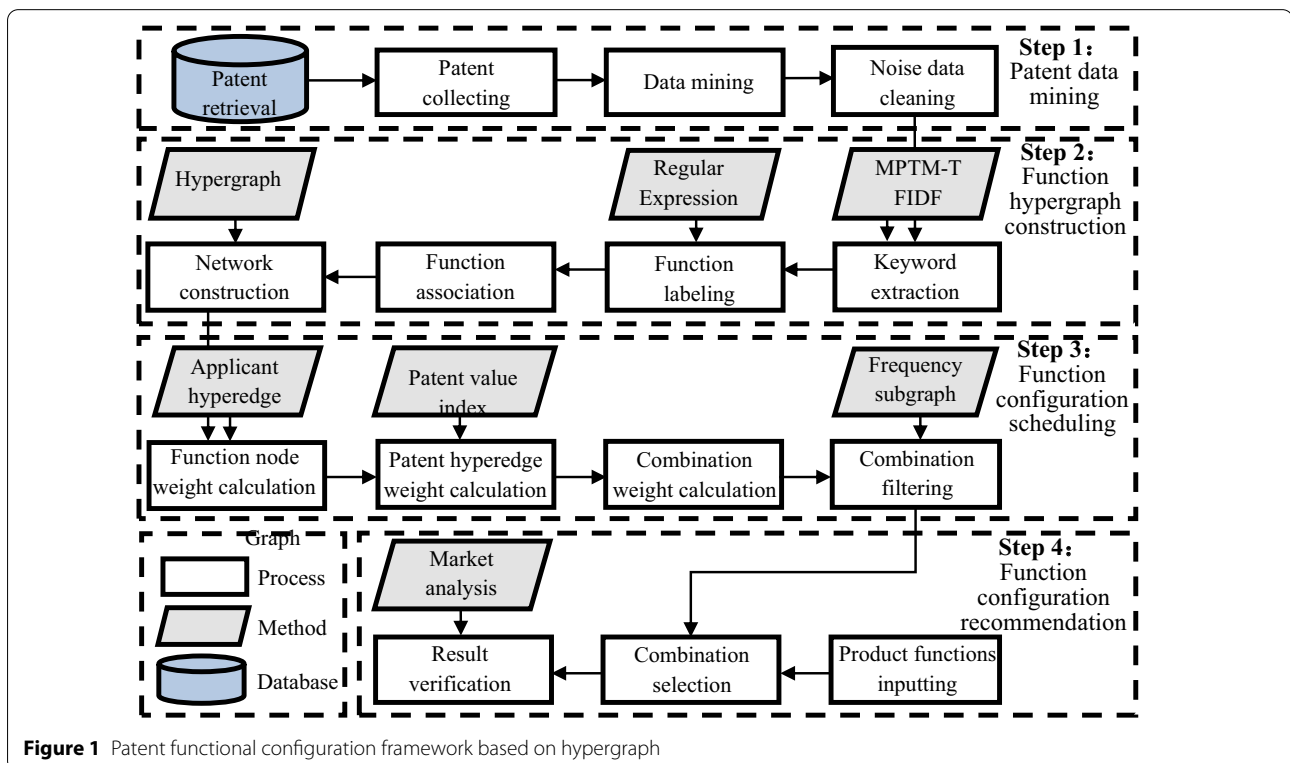 Patent
retrieval
Patent
collecting
Data mining
Noise data
cleaning
Step 1：
Patent data
mining
Hypergraph
Regular
Expression
MPTM-T
FIDF
Step 2：
Function
hypergraph
construction
Network
construction
Function
association
Function
labeling
Keyword
extraction
Applicant
hyperedge
Patent value
index
Frequency
subgraph
Step 3：
Function
configuration
scheduling
Function node
weight calculation
Patent hyperedge
weight calculation
Combination
weight calculation
Combination
filtering
Graph
Process
Method
Database
Market
analysis
Step 4：
Function
configuration
recommendation
Result
verification
Combination
selection
Product functions
inputting
Figure 1 Patent functional configuration framework based on hypergraph